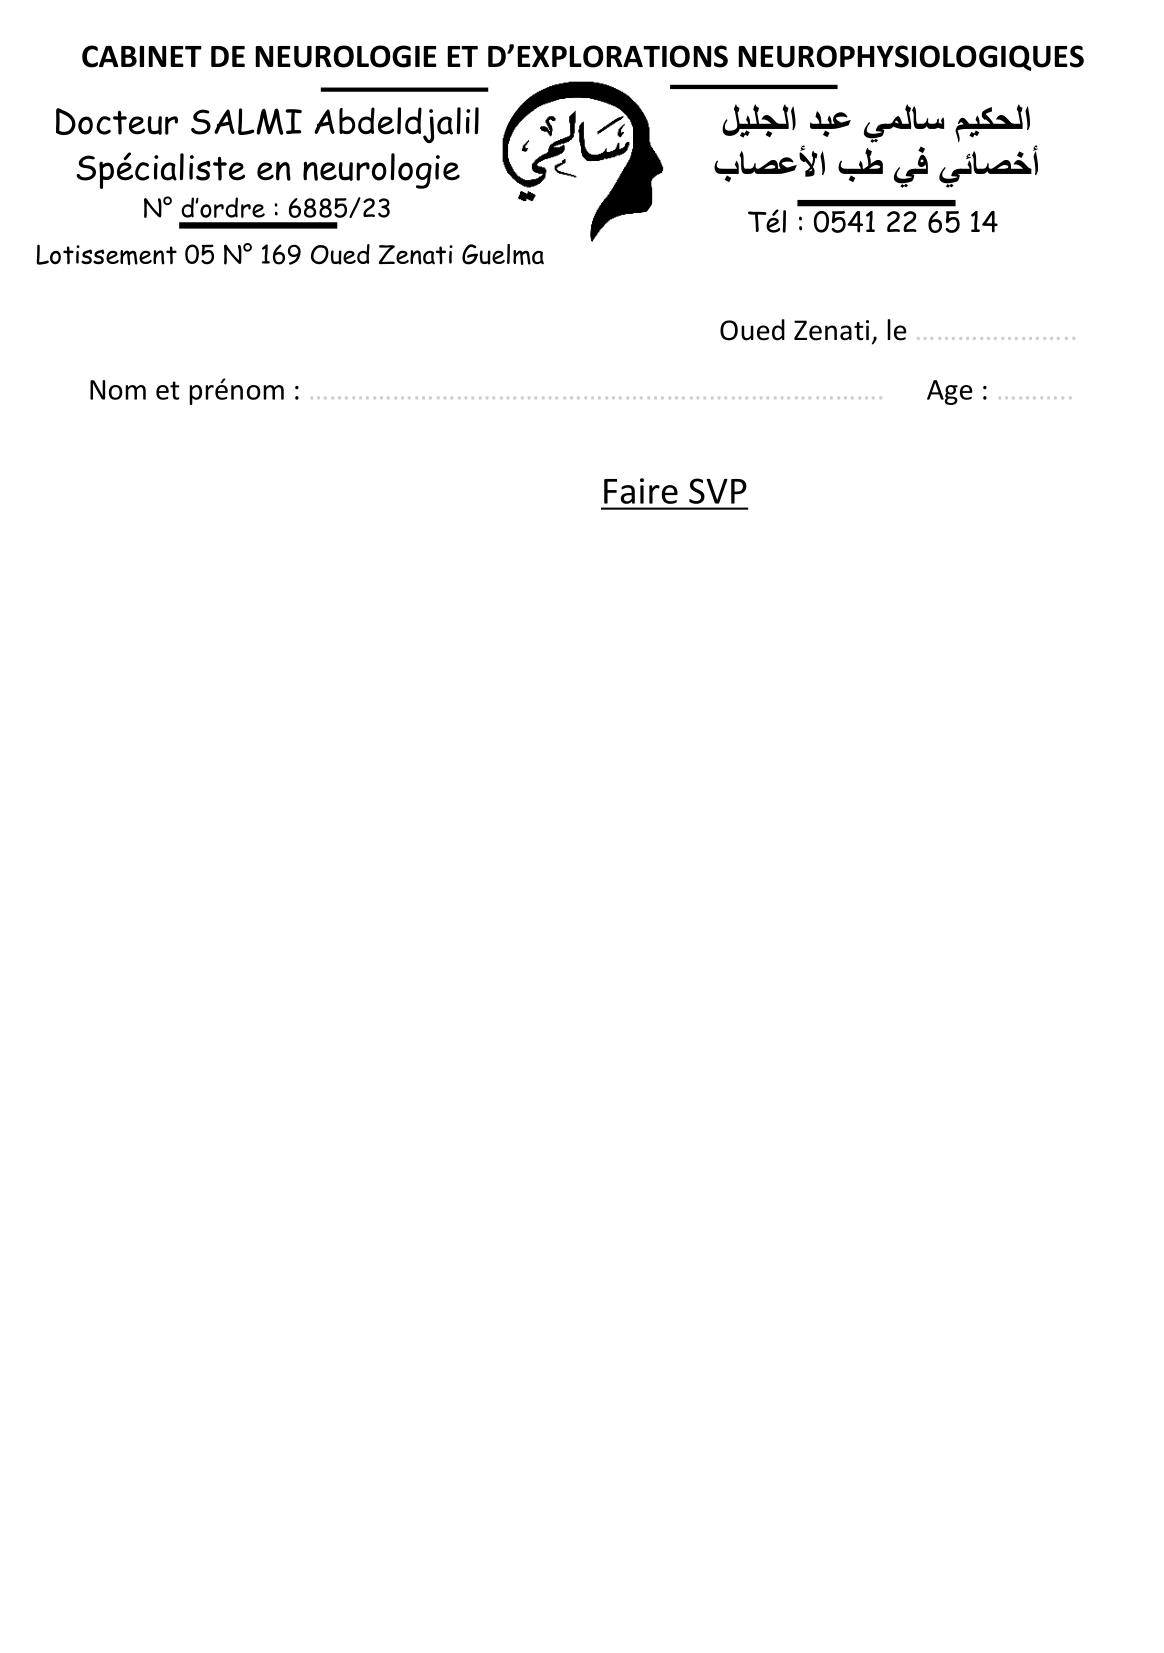 CABINET DE NEUROLOGIE ET D’EXPLORATIONS NEUROPHYSIOLOGIQUES
Docteur SALMI Abdeldjalil
Spécialiste en neurologie
N° d’ordre : 6885/23
Lotissement 05 N° 169 Oued Zenati Guelma
سالمي
الحكيم سالمي عبد الجليل
أخصائي في طب الأعصاب
Tél : 0541 22 65 14
Oued Zenati, le …………………..
Nom et prénom : ………………………………………………………………………. Age : ………..
Faire SVP